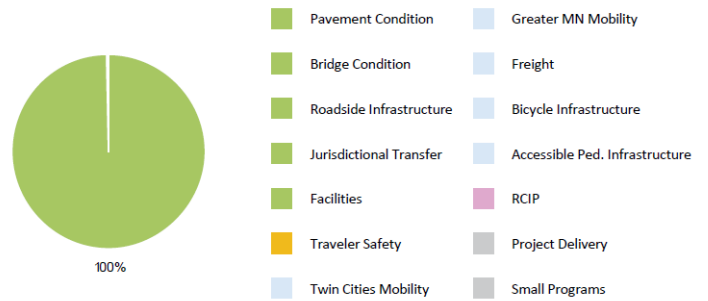 Pavement Condition
Bridge Condition
Roadside Infrastructure
Jurisdictional Transfer
Facilities
Traveler Safety
Twin Cities Mobility
Greater MN Mobility
Freight
Bicycle Infrastructure
Accessible Ped. Infrastructure
RCIP
Project Delivery
Small Programs
100%